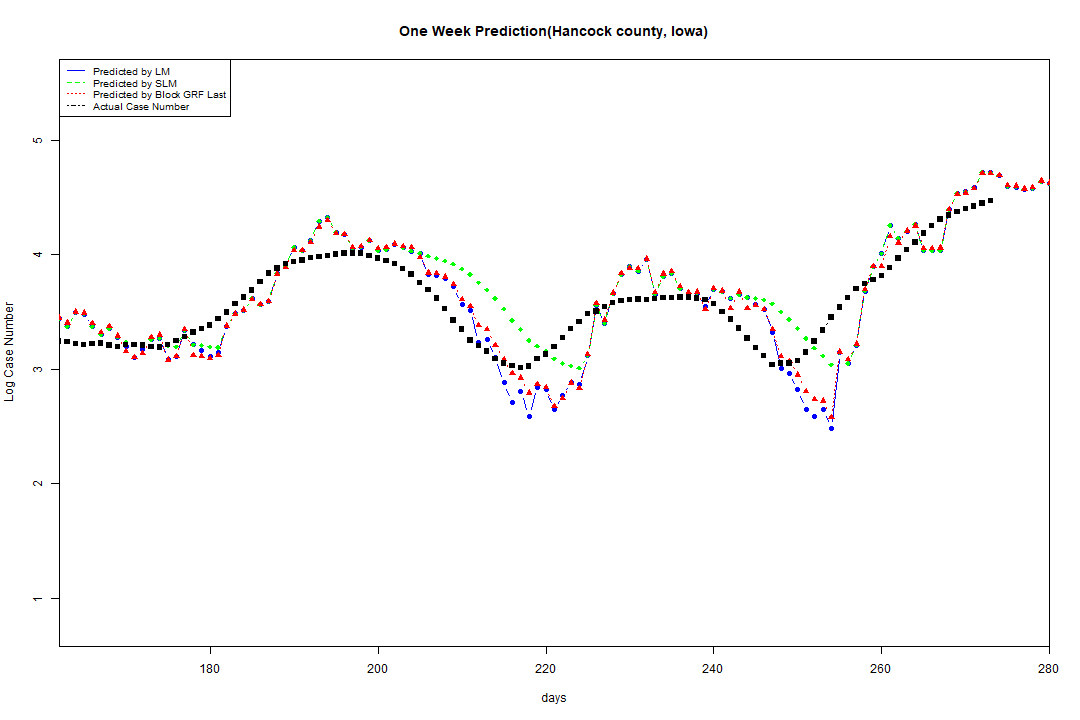 One Week Prediction(Hancock county, Iowa)
Predicted by LM
Predicted by SLM
Predicted by Block GRF Last
Actual Case Number
Log Case Number
5
4
3
2
1
180 200 220 240 260 280
days